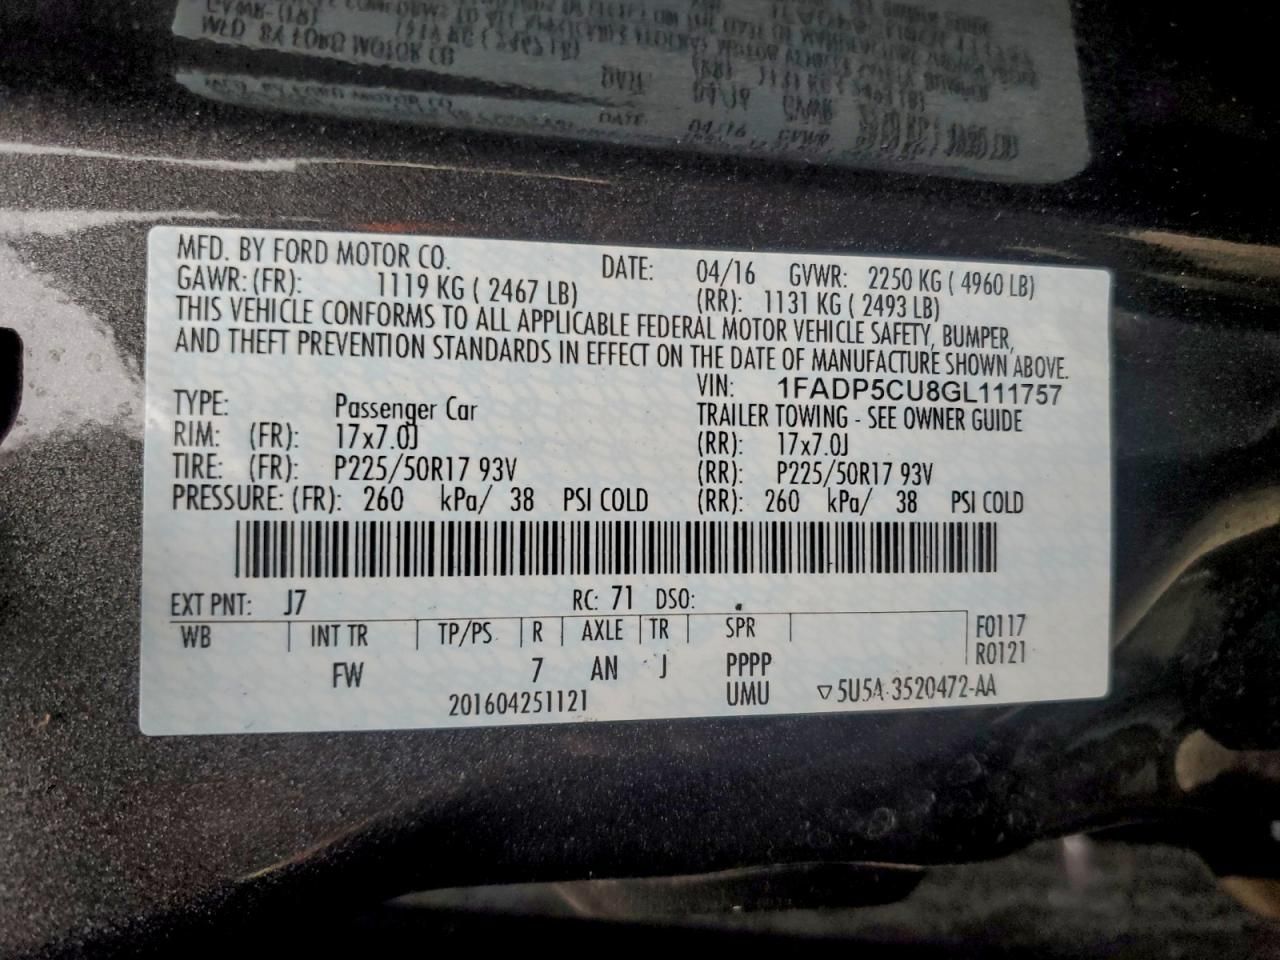 MFD. BY FORD MOTOR CO. DATE: 04/16 GVWR: 2250 KG ( 4960 LB)
GAWR: (FR): 1119 KG ( 2467 LB) (RR): 1131 KG ( 2493 LB)
THIS VEHICLE CONFORMS TO ALL APPLICABLE FEDERAL MOTOR VEHICLE SAFETY, BUMPER,
AND THEFT PREVENTION STANDARDS IN EFFECT ON THE DATE OF MANUFACTURE SHOWN ABOVE.
VIN: 1FADP5CU8GL111757
TYPE: Passenger Car TRAILER TOWING - SEE OWNER GUIDE
RIM: (FR): 17x7.0J (RR): 17x7.0J
TIRE: (FR): P225/50R17 93V (RR): P225/50R17 93V
PRESSURE: (FR): 260 kPa/ 38 PSI COLD (RR): 260 kPa/ 38 PSI COLD
EXT PNT: J7 RC: 71 DSO:
WB INT TR TP/PS R AXLE TR SPR F0117
R0121
FW 7 AN J PPPP
201604251121 UMU ▽5U5A-3520472-AA